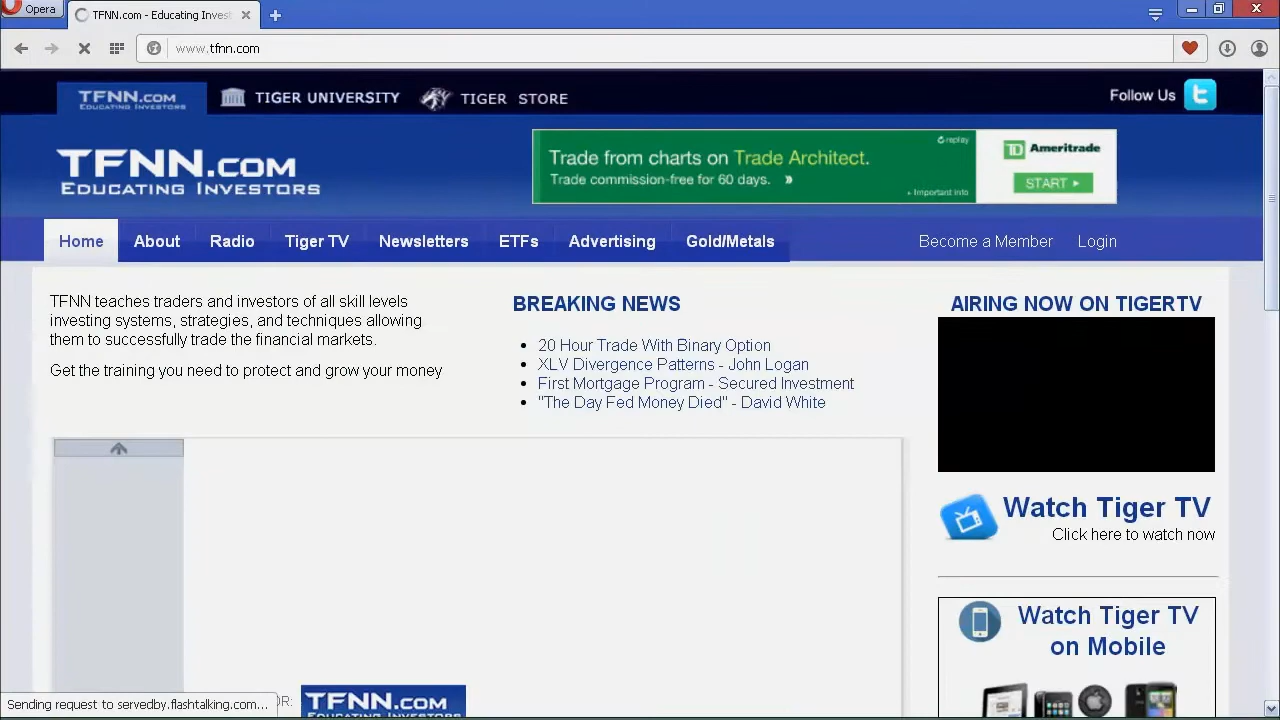 Opera
TFNN.com - Educating Inves
www.tfnn.com
TFNN.COM
EDUCATING INVESTORS
TIGER UNIVERSITY
TIGER STORE
Follow Us
TFNN.COM
EDUCATING INVESTORS
replay
Trade from charts on Trade Architect.
Trade commission-free for 60 days. »
+ Important info
TD Ameritrade
START
Home
About
Radio
Tiger TV
Newsletters
ETFs
Advertising
Gold/Metals
Become a Member
Login
TFNN teaches traders and investors of all skill levels
investing systems, strategies, and techniques allowing
them to successfully trade the financial markets.
Get the training you need to protect and grow your money
BREAKING NEWS
20 Hour Trade With Binary Option
XLV Divergence Patterns - John Logan
First Mortgage Program - Secured Investment
"The Day Fed Money Died" - David White
AIRING NOW ON TIGERTV
Watch Tiger TV
Click here to watch now
Watch Tiger TV
on Mobile
TFNN.COM
EDUCATING INVESTORS
Sending request to servedby.flashtalking.com...